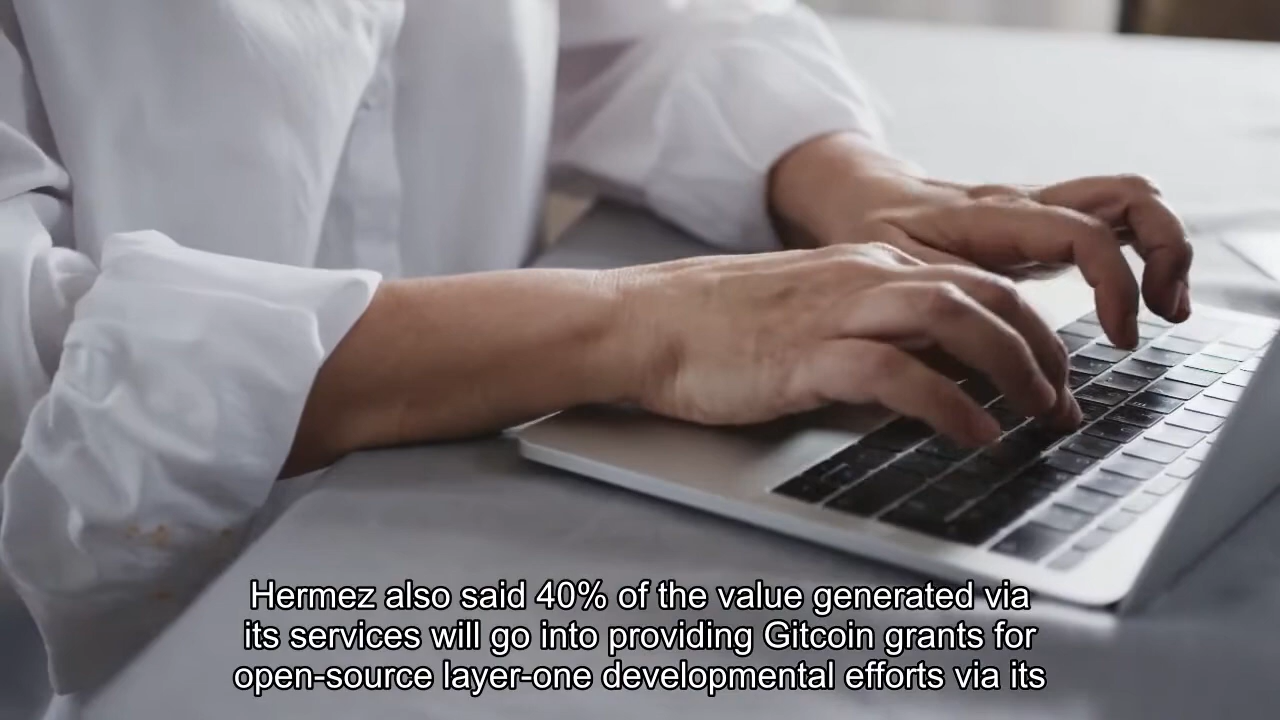 Hermez also said 40% of the value generated via
its services will go into providing Gitcoin grants for
open-source layer-one developmental efforts via its